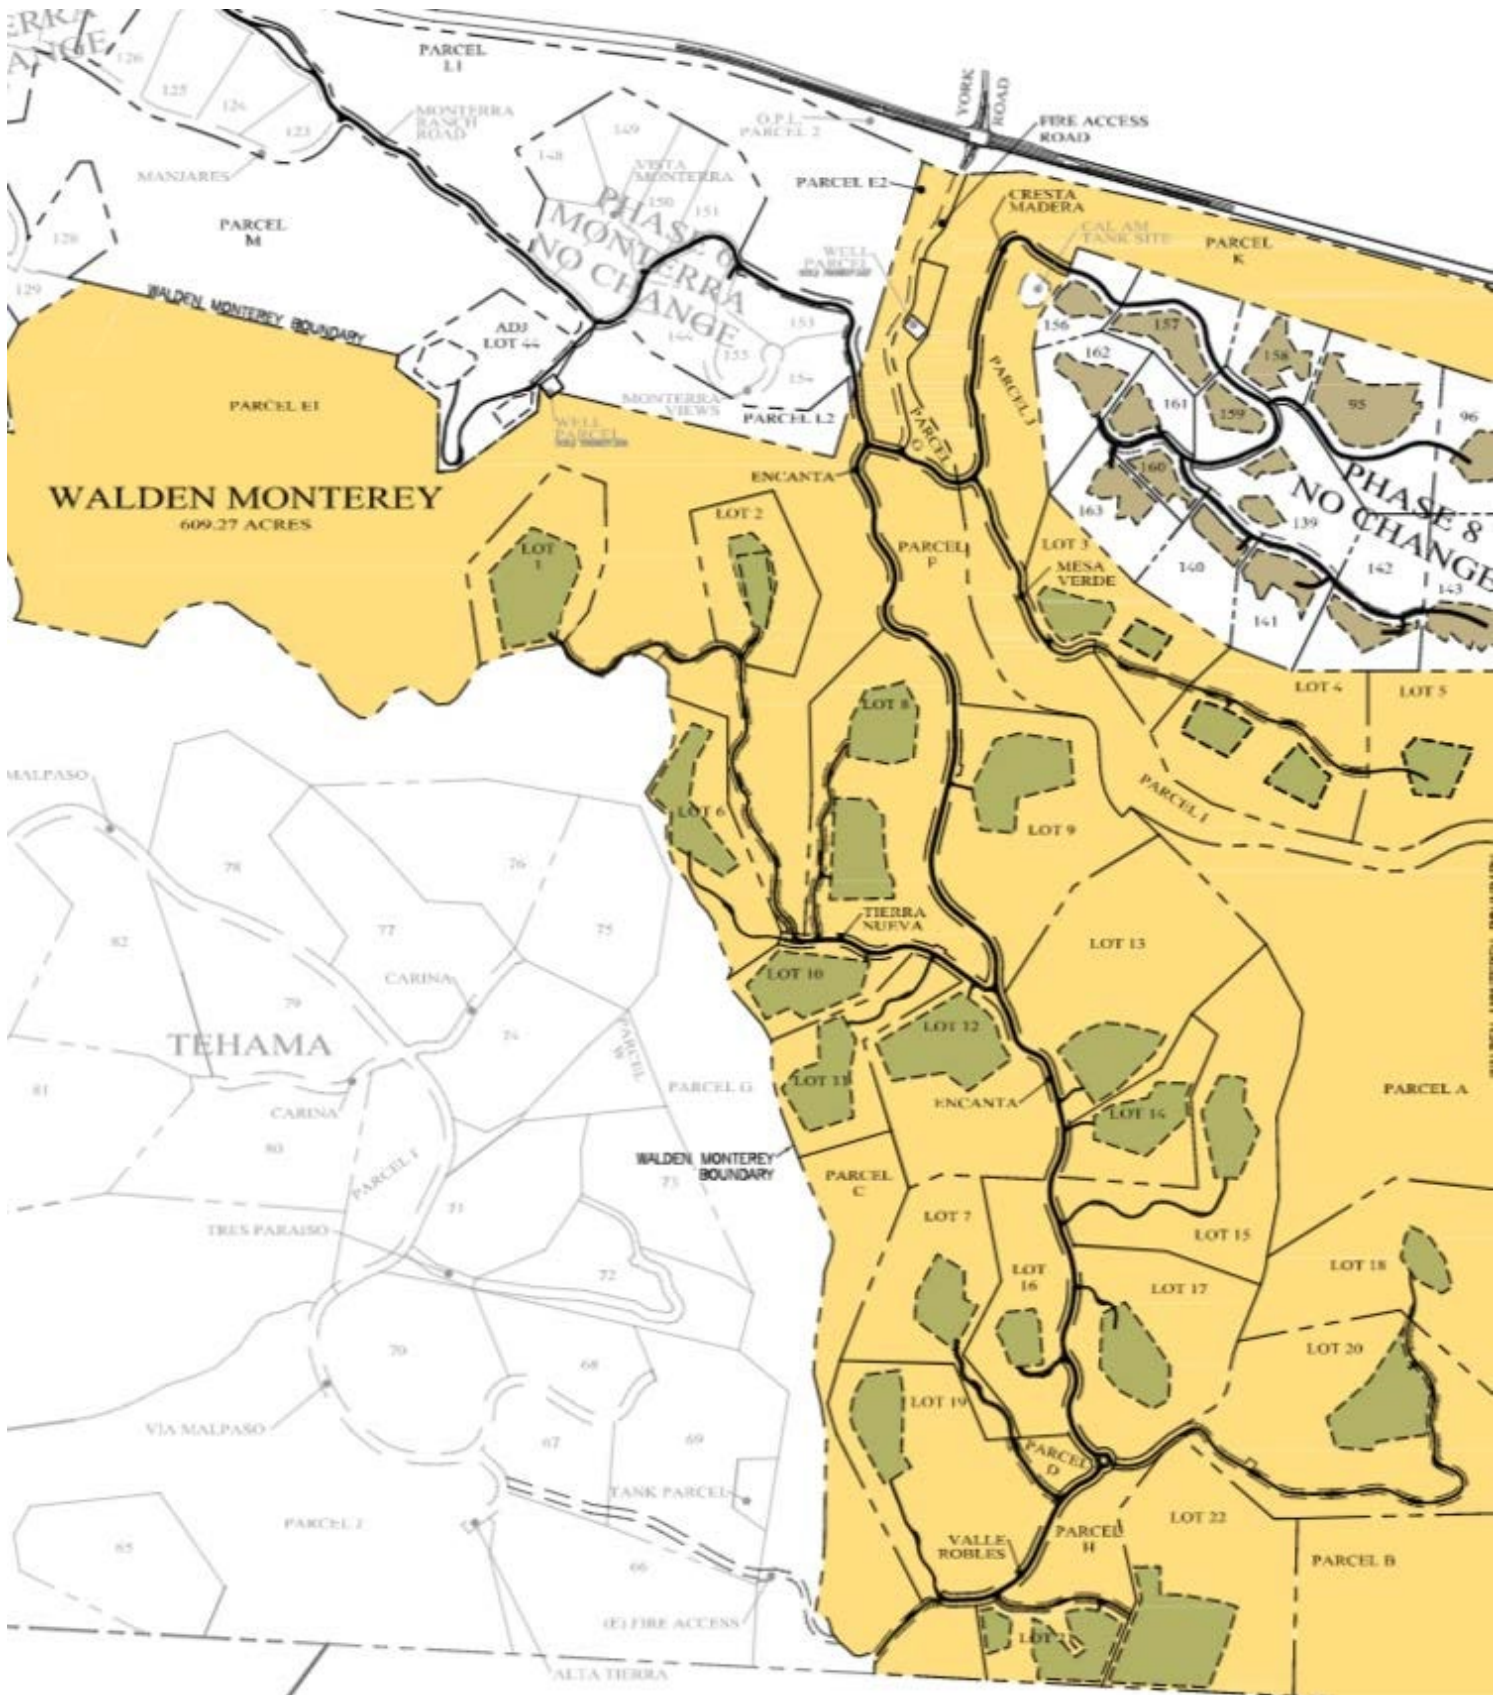 ERRA
ANGE
126
125
124
123
PARCEL
L1
MONTERRA
RANCH
ROAD
MANJARES
128
129
PARCEL
M
148
149
VISTA
MONTERRA
150
151
O.P.L.
PARCEL 2
YORK
ROAD
FIRE ACCESS
ROAD
PARCEL E2
CRESTA
MADERA
CAL AM
TANK SITE
PARCEL
K
PHASE 6
MONTERRA
NO CHANGE
WELL
PARCEL
WALDEN MONTEREY BOUNDARY
ADJ
LOT 44
144
153
155
154
MONTERRA
VIEWS
PARCEL L2
WELL
PARCEL
PARCEL E1
PARCEL
G
PARCEL J
156
157
158
162
161
159
95
96
160
163
139
140
141
142
143
PHASE 8
NO CHANGE
ENCANTA
WALDEN MONTEREY
609.27 ACRES
LOT
1
LOT 2
PARCEL
F
LOT 3
MESA
VERDE
LOT 4
LOT 5
LOT 8
LOT 6
LOT 9
PARCEL I
MALPASO
78
76
77
75
82
79
CARINA
TEHAMA
74
PARCEL
W
PARCEL G
81
CARINA
80
PARCEL I
71
73
TRES PARAISO
72
70
68
67
69
VIA MALPASO
TANK PARCEL
PARCEL J
65
66
(E) FIRE ACCESS
ALTA TIERRA
TIERRA
NUEVA
LOT 10
LOT 13
LOT 12
LOT 11
ENCANTA
LOT 14
PARCEL A
WALDEN MONTEREY
BOUNDARY
PARCEL
C
LOT 7
LOT 15
LOT
16
LOT 17
LOT 18
LOT 20
LOT 19
PARCEL
D
LOT 22
VALLE
ROBLES
PARCEL
H
PARCEL B